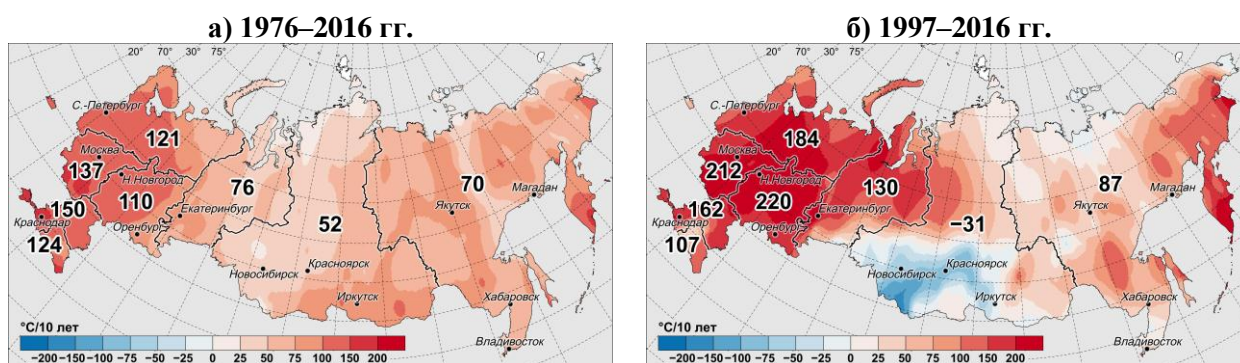 а) 1976–2016 гг.
20° 70° 30° 75°
С.-Петербург
121
Москва
137
Н.Новгород
76
70
110
Магадан
150
Екатеринбург
Якутск
Краснодар
Оренбург
52
124
Новосибирск
Красноярск
Иркутск
Хабаровск
°С/10 лет
Владивосток
−200 −150 −100 −75 −50 −25 0 25 50 75 100 150 200
б) 1997–2016 гг.
20° 70° 30° 75°
С.-Петербург
184
Москва
212
Н.Новгород
130
87
220
Магадан
162
Екатеринбург
Якутск
Краснодар
Оренбург
−31
107
Новосибирск
Красноярск
Иркутск
Хабаровск
°С/10 лет
Владивосток
−200 −150 −100 −75 −50 −25 0 25 50 75 100 150 200